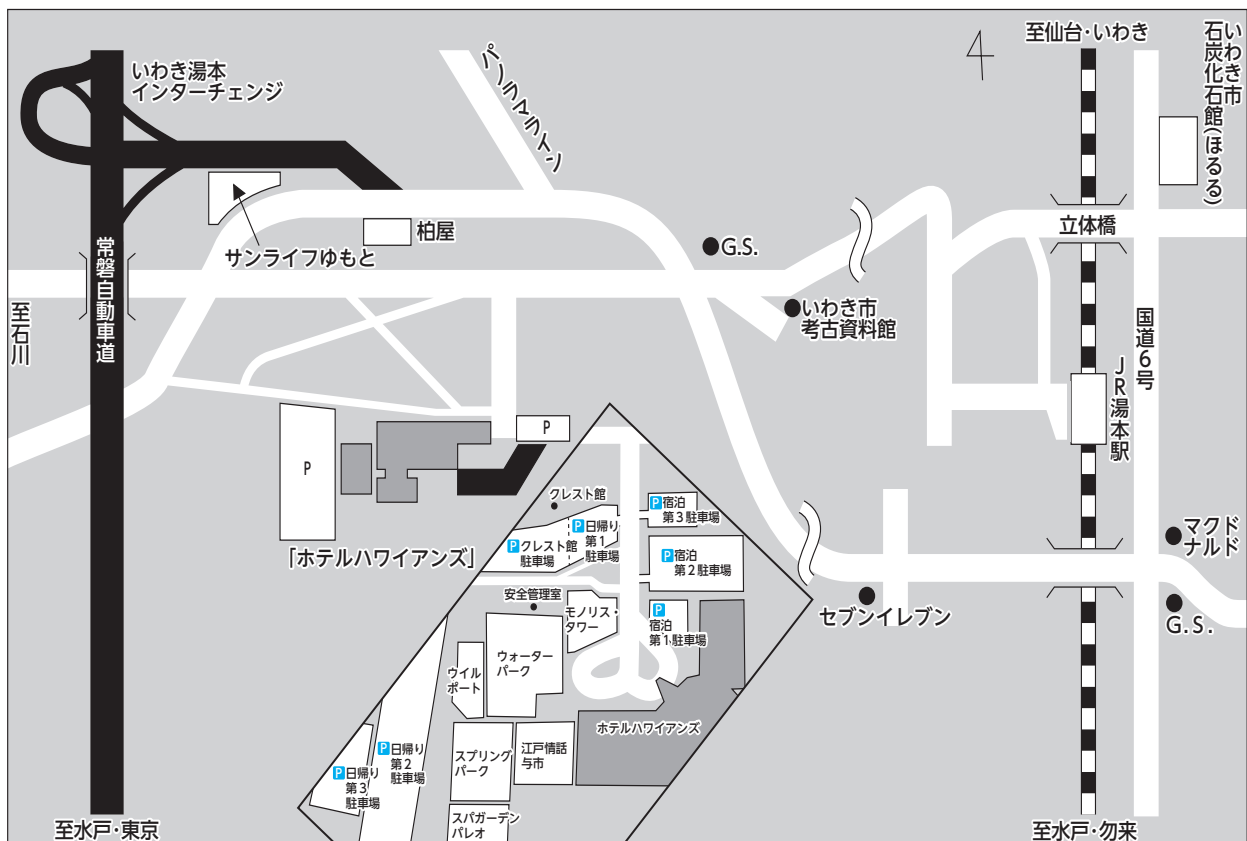 いわき湯本
インターチェンジ
パノラマライン
4
至仙台・いわき
いわき市
石炭化石館(ほるる)
サンライフゆもと
柏屋
G.S.
立体橋
常磐自動車道
至石川
いわき市
考古資料館
国道6号
JR湯本駅
P
P
「ホテルハワイアンズ」
クレスト館
P宿泊
第3駐車場
P日帰り
第1
駐車場
Pクレスト館
駐車場
P宿泊
第2駐車場
マクド
ナルド
安全管理室
モノリス・
タワー
P
宿泊
第1駐車場
セブンイレブン
G.S.
ウォーター
パーク
ウイル
ポート
ホテルハワイアンズ
P日帰り
第2
駐車場
スプリング
パーク
江戸情話
与市
P日帰り
第3
駐車場
スパガーデン
パレオ
至水戸・東京
至水戸・勿来